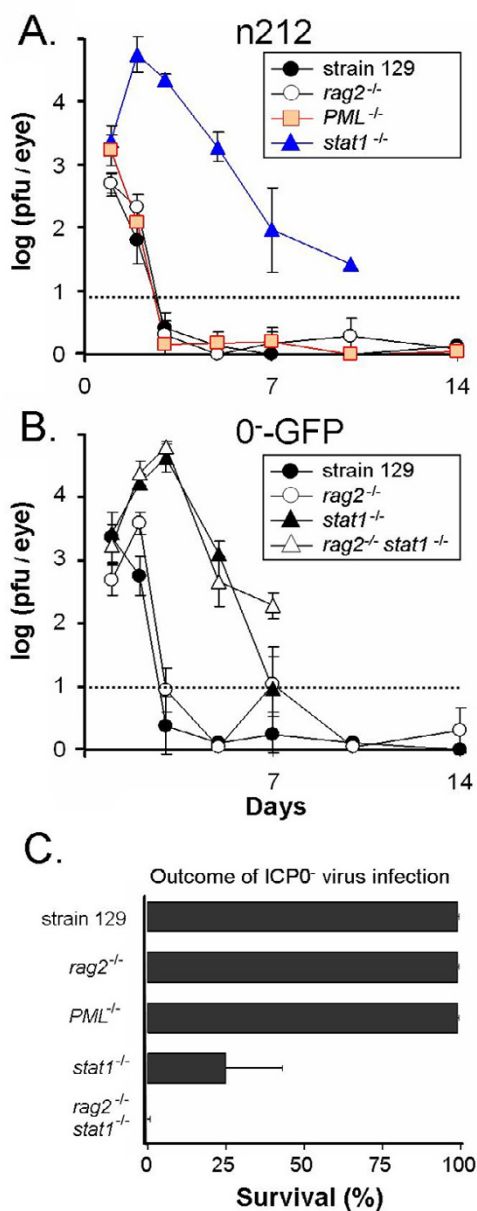 A.
n212
strain 129
rag2-/-
PML-/-
stat1-/-
log (pfu / eye)
4
3
2
1
0
0
7
14
B.
0--GFP
strain 129
rag2-/-
stat1-/-
rag2-/- stat1-/-
log (pfu / eye)
4
3
2
1
0
7
14
Days
C.
Outcome of ICP0- virus infection
strain 129
rag2-/-
PML-/-
stat1-/-
rag2-/-
stat1-/-
0
25
50
75
100
Survival (%)